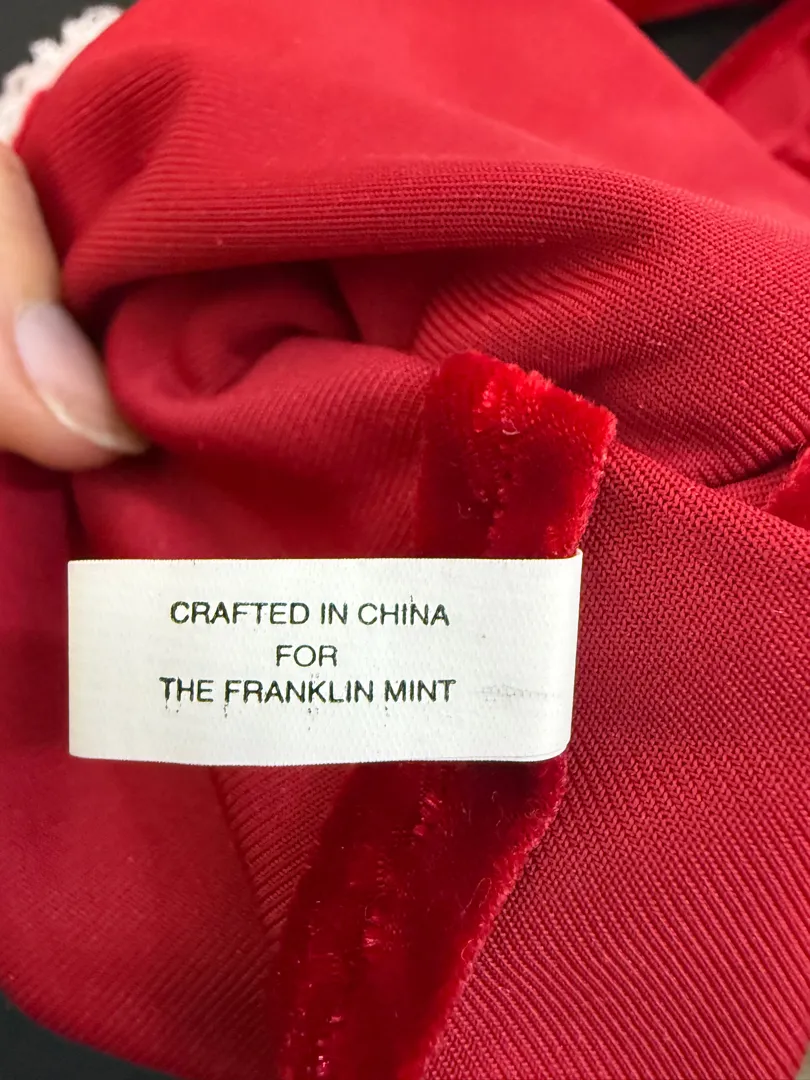 CRAFTED IN CHINA
FOR
THE FRANKLIN MINT